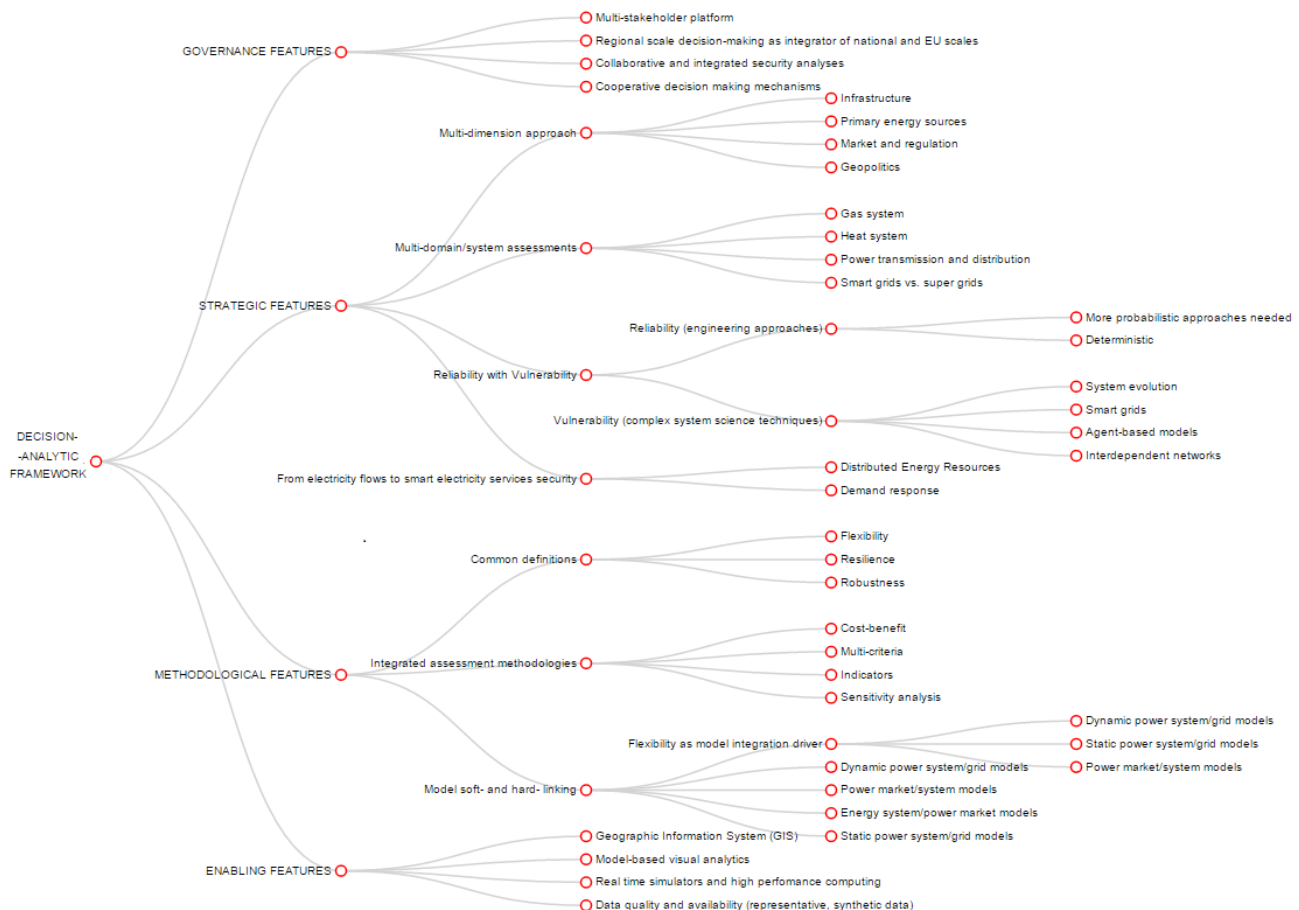 Multi-stakeholder platform
GOVERNANCE FEATURES
Regional scale decision-making as integrator of national and EU scales
Collaborative and integrated security analyses
Cooperative decision making mechanisms
Infrastructure
Multi-dimension approach
Primary energy sources
Market and regulation
Geopolitics
Gas system
Heat system
Multi-domain/system assessments
Power transmission and distribution
Smart grids vs. super grids
STRATEGIC FEATURES
More probabilistic approaches needed
Reliability (engineering approaches)
Deterministic
Reliability with Vulnerability
System evolution
Smart grids
Vulnerability (complex system science techniques)
Agent-based models
Interdependent networks
DECISION-
-ANALYTIC
FRAMEWORK
Distributed Energy Resources
From electricity flows to smart electricity services security
Demand response
Flexibility
Common definitions
Resilience
Robustness
Cost-benefit
Multi-criteria
Integrated assessment methodologies
METHODOLOGICAL FEATURES
Indicators
Sensitivity analysis
Dynamic power system/grid models
Flexibility as model integration driver
Static power system/grid models
Dynamic power system/grid models
Power market/system models
Model soft- and hard- linking
Power market/system models
Energy system/power market models
Geographic Information System (GIS)
Static power system/grid models
Model-based visual analytics
ENABLING FEATURES
Real time simulators and high perfomance computing
Data quality and availability (representative, synthetic data)